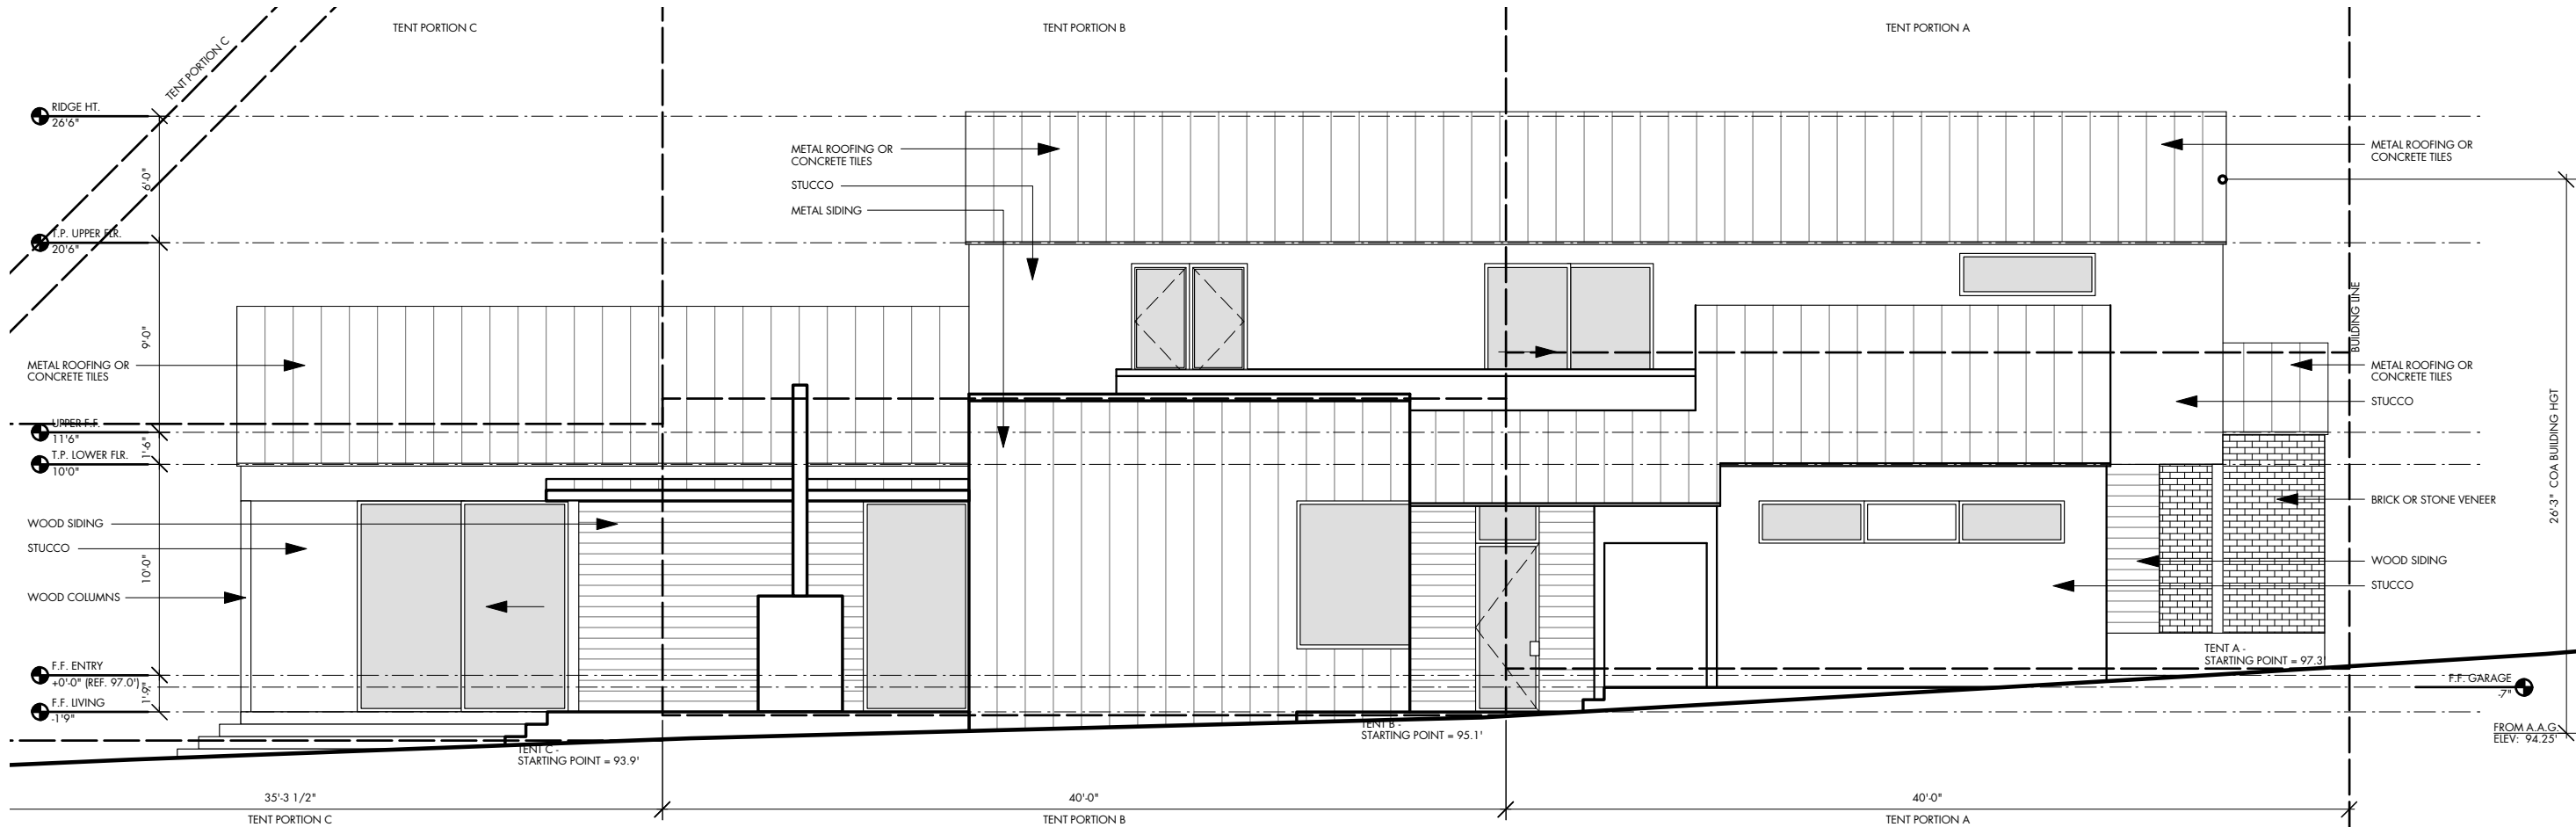 TENT PORTION C
TENT PORTION B
TENT PORTION A
TENT PORTION C
RIDGE HT.
26'6"
6'-0"
T.P. UPPER FLR.
20'6"
9'-0"
METAL ROOFING OR
CONCRETE TILES
UPPER F.F.
11'6"
1'-6"
T.P. LOWER FLR.
10'0"
WOOD SIDING
STUCCO
10'-0"
WOOD COLUMNS
F.F. ENTRY
+0'-0" (REF. 97.0')
1'-9"
F.F. LIVING
-1'9"
METAL ROOFING OR
CONCRETE TILES
STUCCO
METAL SIDING
METAL ROOFING OR
CONCRETE TILES
BUILDING LINE
METAL ROOFING OR
CONCRETE TILES
STUCCO
26'-3" COA BUILDING HGT
BRICK OR STONE VENEER
WOOD SIDING
STUCCO
TENT A -
STARTING POINT = 97.3'
F.F. GARAGE
-7"
TENT B -
STARTING POINT = 95.1'
FROM A.A.G.
ELEV: 94.25'
TENT C -
STARTING POINT = 93.9'
35'-3 1/2"
40'-0"
40'-0"
TENT PORTION C
TENT PORTION B
TENT PORTION A